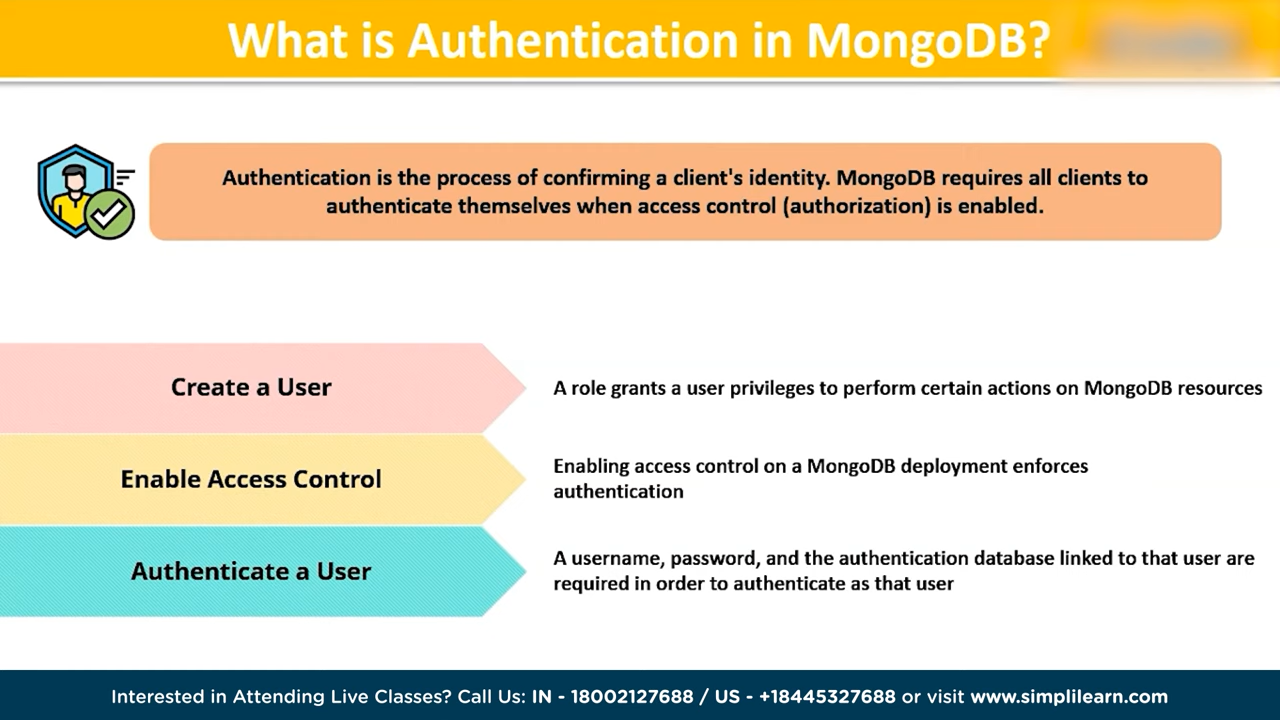 What is Authentication in MongoDB?
Authentication is the process of confirming a client's identity. MongoDB requires all clients to
authenticate themselves when access control (authorization) is enabled.
Create a User
A role grants a user privileges to perform certain actions on MongoDB resources
Enable Access Control
Enabling access control on a MongoDB deployment enforces
authentication
Authenticate a User
A username, password, and the authentication database linked to that user are
required in order to authenticate as that user
Interested in Attending Live Classes? Call Us: IN - 18002127688 / US - +18445327688 or visit www.simplilearn.com